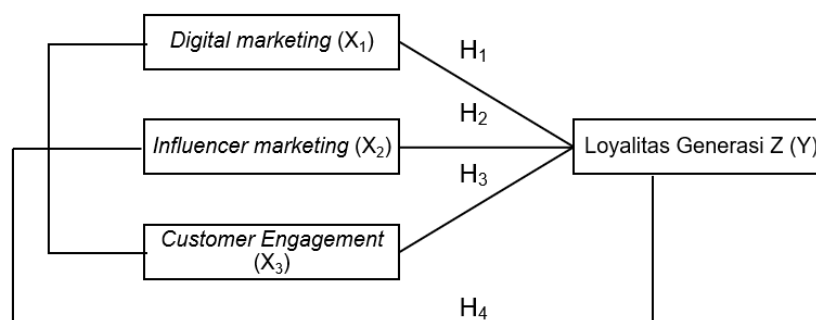 Digital marketing (X₁)
H₁
H₂
Influencer marketing (X₂)
Loyalitas Generasi Z (Y)
H₃
Customer Engagement
(X₃)
H₄